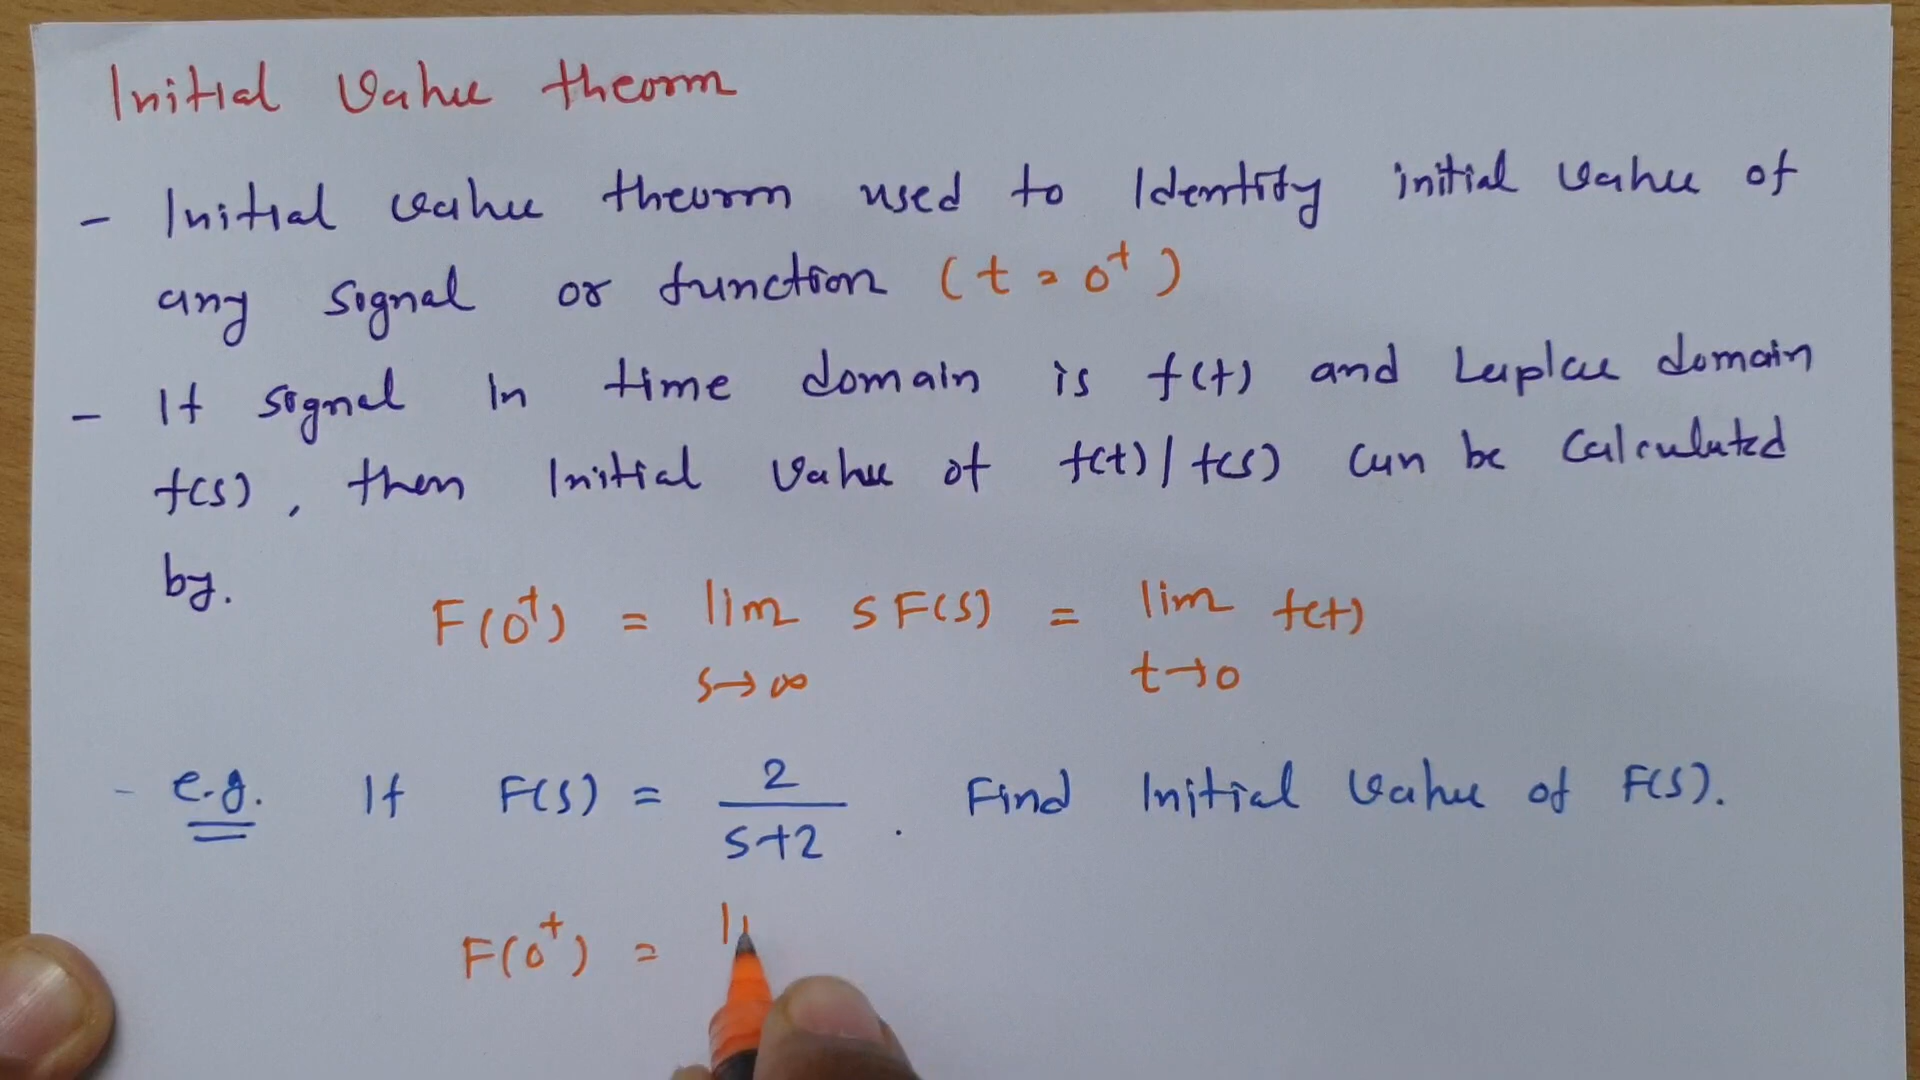 Initial Value theorm
- Initial value theorm used to Identify initial value of
any signal or function (t = 0⁺)
- If signal in time domain is f(t) and Laplace domain
f(s), then Initial value of f(t)/f(s) can be calculated
by.
F(0⁺) = lim SF(S) = lim f(t)
s→∞ t→0
- e.g. If F(S) = 2/(S+2). Find Initial value of F(S).
F(0⁺) = li